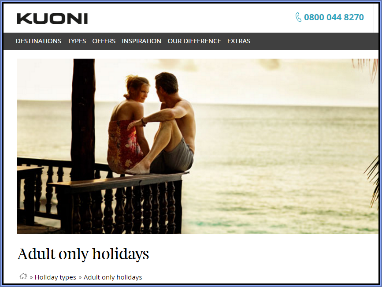 KUONI
0800 044 8270
DESTINATIONS TYPES OFFERS INSPIRATION OUR DIFFERENCE EXTRAS
Adult only holidays
» Holiday types » Adult only holidays